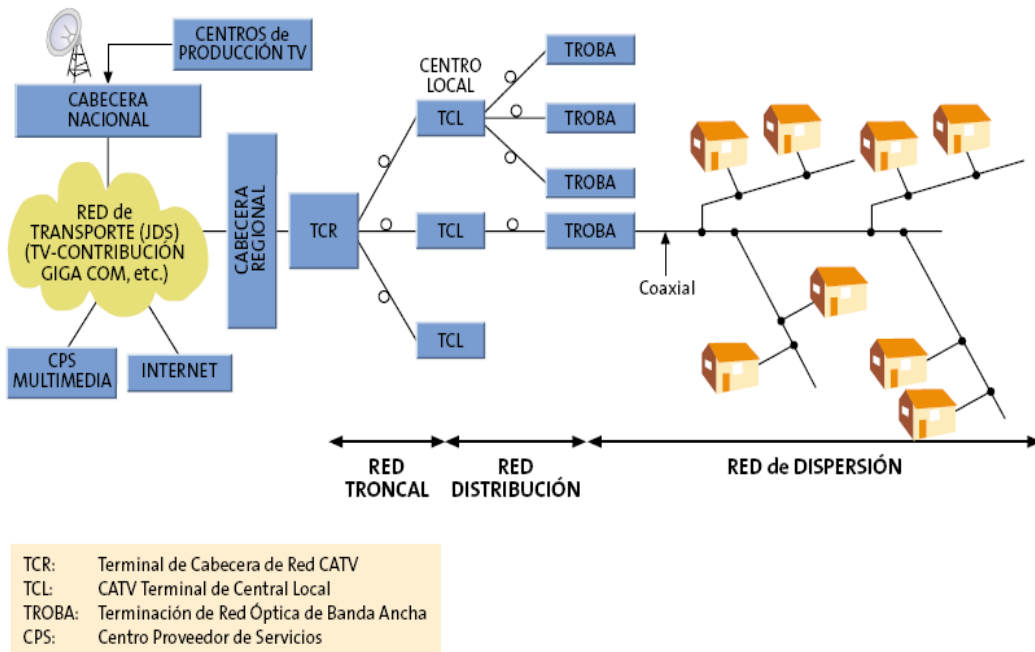 CENTROS de
PRODUCCIÓN TV
CABECERA
NACIONAL
RED de
TRANSPORTE (JDS)
(TV-CONTRIBUCIÓN
GIGA COM, etc.)
CPS
MULTIMEDIA
INTERNET
CABECERA
REGIONAL
TCR
CENTRO
LOCAL
TCL
TCL
TCL
TROBA
TROBA
TROBA
TROBA
Coaxial
RED
TRONCAL
RED
DISTRIBUCIÓN
RED de DISPERSIÓN
TCR: Terminal de Cabecera de Red CATV
TCL: CATV Terminal de Central Local
TROBA: Terminación de Red Óptica de Banda Ancha
CPS: Centro Proveedor de Servicios